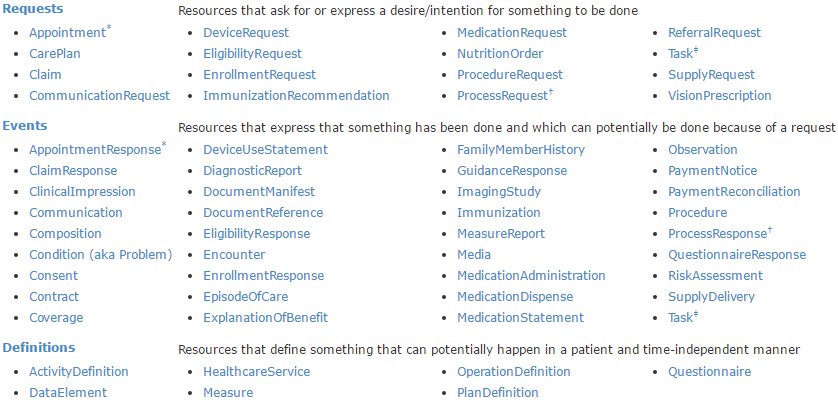 Requests Resources that ask for or express a desire/intention for something to be done
• Appointment* • DeviceRequest • MedicationRequest • ReferralRequest
• CarePlan • EligibilityRequest • NutritionOrder • Task‡
• Claim • EnrollmentRequest • ProcedureRequest • SupplyRequest
• CommunicationRequest • ImmunizationRecommendation • ProcessRequest† • VisionPrescription
Events Resources that express that something has been done and which can potentially be done because of a request
• AppointmentResponse* • DeviceUseStatement • FamilyMemberHistory • Observation
• ClaimResponse • DiagnosticReport • GuidanceResponse • PaymentNotice
• ClinicalImpression • DocumentManifest • ImagingStudy • PaymentReconciliation
• Communication • DocumentReference • Immunization • Procedure
• Composition • EligibilityResponse • MeasureReport • ProcessResponse†
• Condition (aka Problem) • Encounter • Media • QuestionnaireResponse
• Consent • EnrollmentResponse • MedicationAdministration • RiskAssessment
• Contract • EpisodeOfCare • MedicationDispense • SupplyDelivery
• Coverage • ExplanationOfBenefit • MedicationStatement • Task‡
Definitions Resources that define something that can potentially happen in a patient and time-independent manner
• ActivityDefinition • HealthcareService • OperationDefinition • Questionnaire
• DataElement • Measure • PlanDefinition